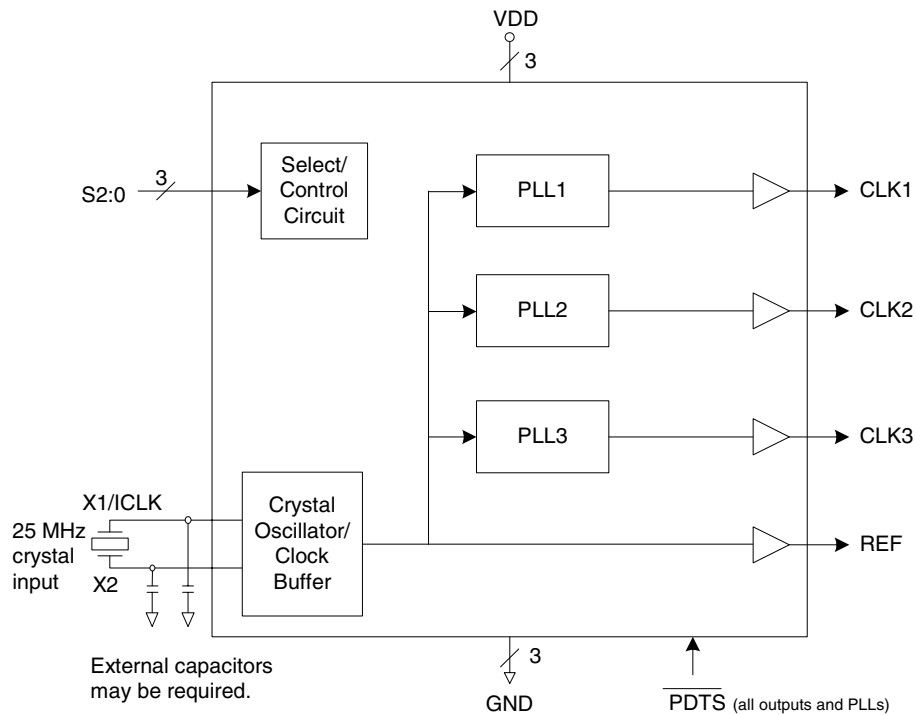 VDD
3
S2:0
3
Select/
Control
Circuit
PLL1
CLK1
PLL2
CLK2
PLL3
CLK3
X1/ICLK
25 MHz
crystal
input
X2
Crystal
Oscillator/
Clock
Buffer
REF
External capacitors
may be required.
3
GND
PDTS (all outputs and PLLs)